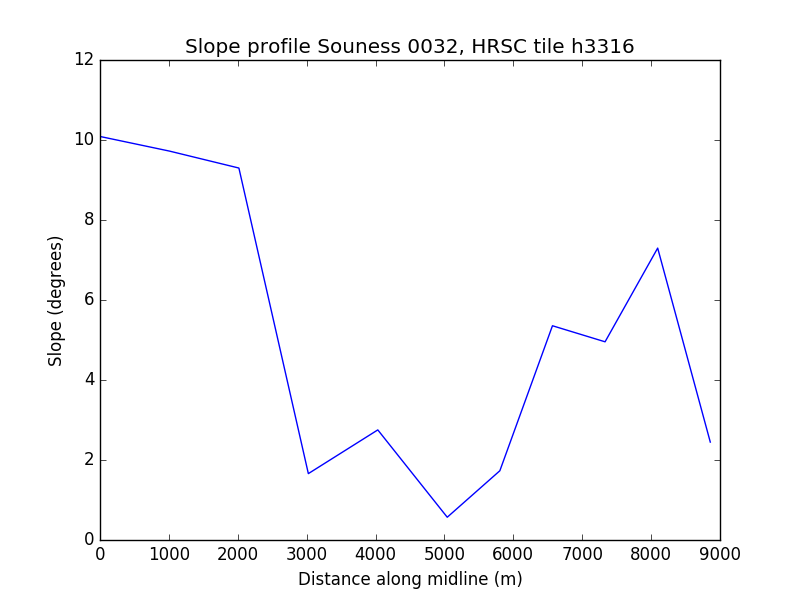 Slope profile Souness 0032, HRSC tile h3316
12
10
8
6
4
2
0
Slope (degrees)
0 1000 2000 3000 4000 5000 6000 7000 8000 9000
Distance along midline (m)